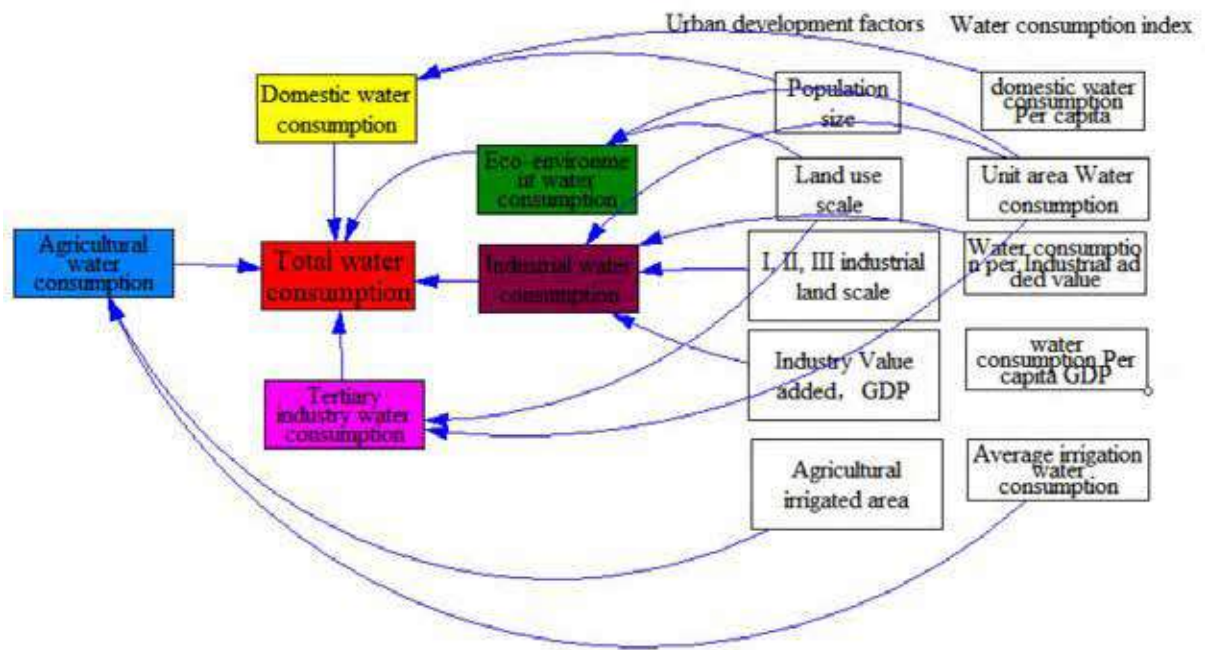 Urban development factors
Water consumption index
Domestic water
consumption
Population
size
domestic water
consumption
Per capita
Eco-environme
nt water
consumption
Land use
scale
Unit area Water
consumption
Agricultural
water
consumption
Total water
consumption
Industrial water
consumption
I, II, III industrial
land scale
Water consumptio
n per Industrial ad
ded value
Tertiary
industry water
consumption
Industry Value
added, GDP
water
consumption Per
capita GDP
Agricultural
irrigated area
Average irrigation
water
consumption